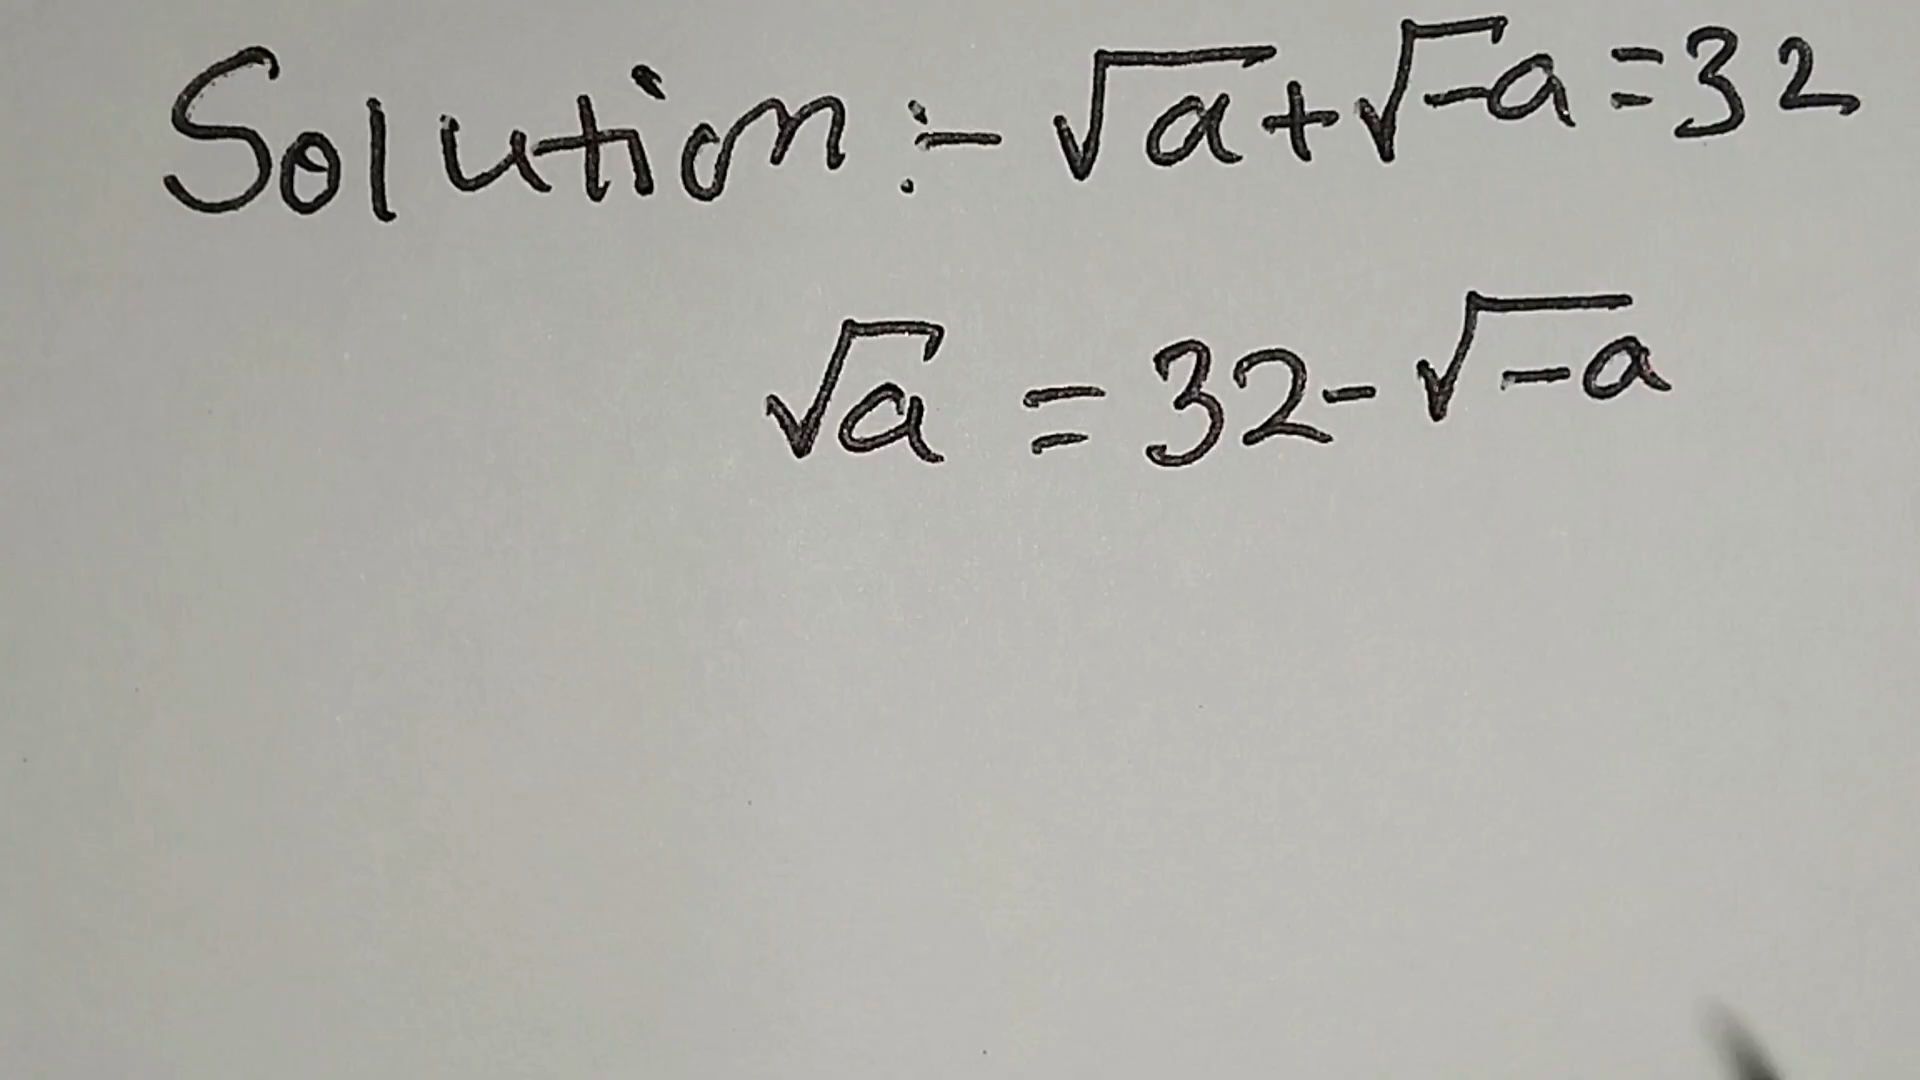 Solution :- √a + √-a = 32
√a = 32 - √-a